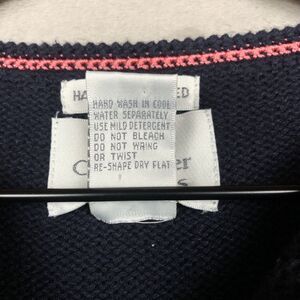 HAND WASH IN COOL
WATER SEPARATELY
USE MILD DETERGENT
DO NOT BLEACH
DO NOT WRING
OR TWIST
RE-SHAPE DRY FLAT